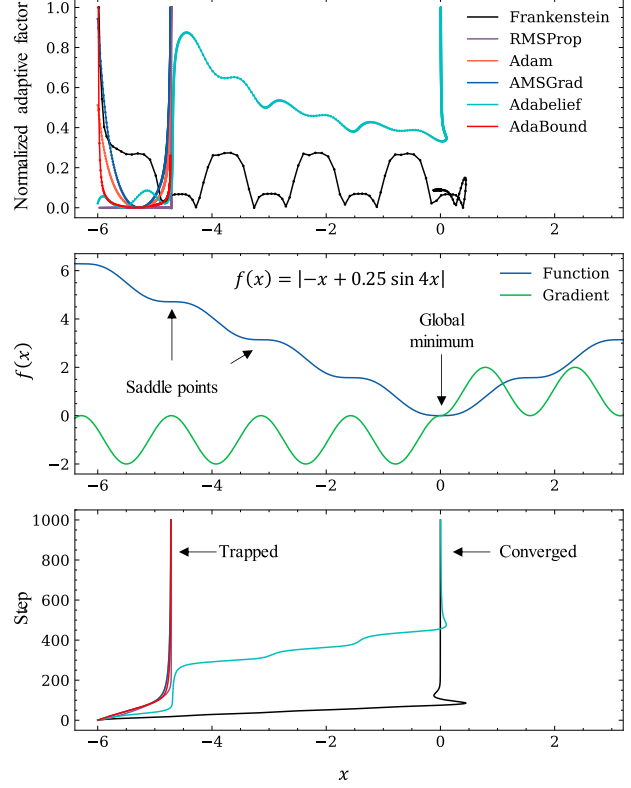 Normalized adaptive factor
1.0
0.8
0.6
0.4
0.2
0.0
Frankenstein
RMSProp
Adam
AMSGrad
Adabelief
AdaBound
−6
−4
−2
0
2
f(x)
6
4
2
0
−2
f(x) = |−x + 0.25 sin 4x|
Function
Gradient
Global
minimum
Saddle points
−6
−4
−2
0
2
Step
1000
800
600
400
200
0
Trapped
Converged
−6
−4
−2
0
2
x